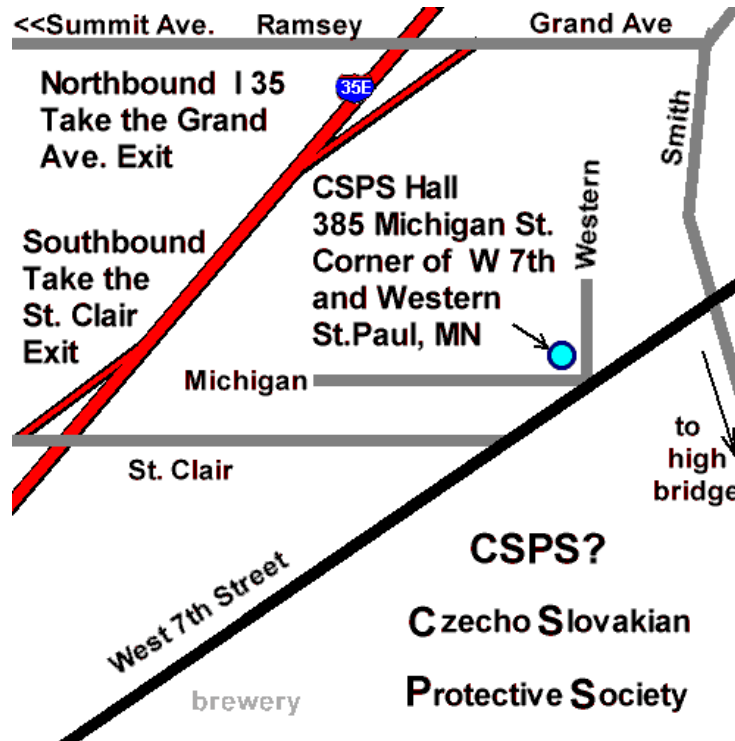 <<Summit Ave. Ramsey Grand Ave
Northbound I 35
Take the Grand
Ave. Exit
35E
Smith
CSPS Hall
385 Michigan St.
Corner of W 7th
and Western
St.Paul, MN
Western
Southbound
Take the
St. Clair
Exit
Michigan
St. Clair
to
high
bridge
West 7th Street
CSPS?
Czecho Slovakian
Protective Society
brewery